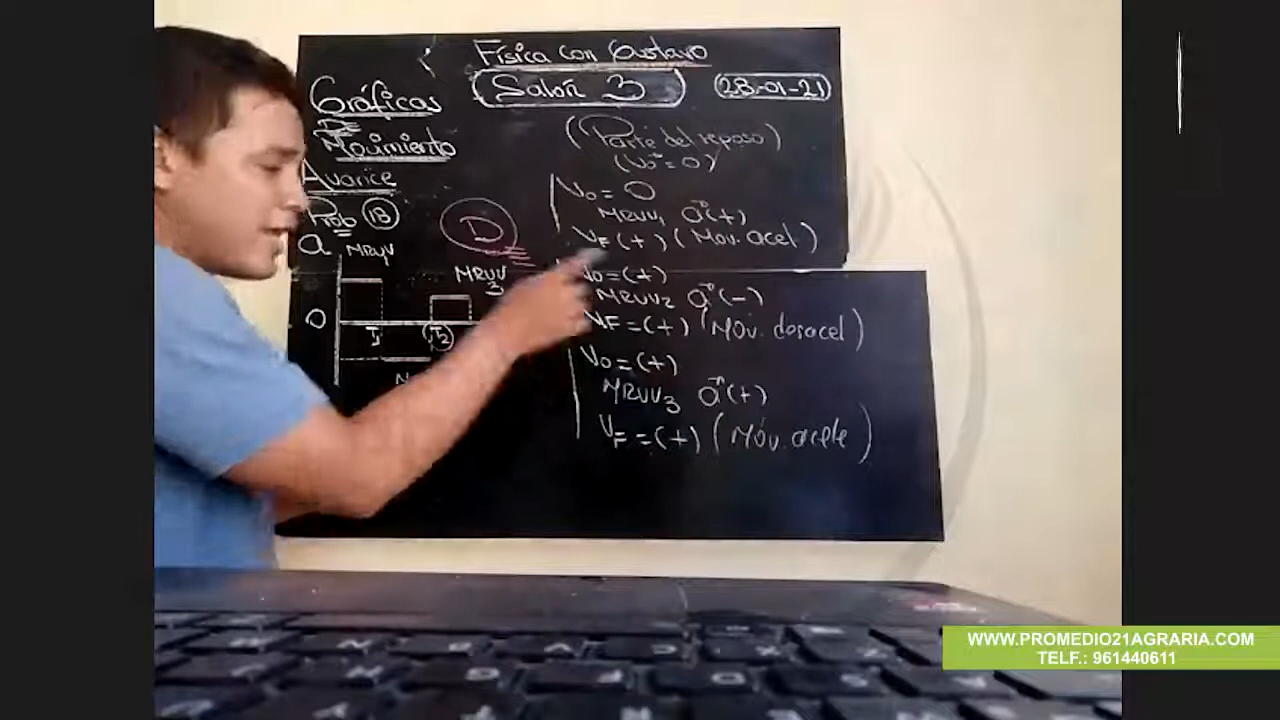 Física con Gustavo
Salón 3
28-01-21
Gráficas
De
Movimiento
Avance
Prob 18
a
MRUV
0
T1
T2
MRUV
3
D
(Parte del reposo)
(Vo = 0)
Vo = 0
MRUV1 a(+)
VF (+) (Mov. acel)
Vo = (+)
MRUV2 a(-)
VF = (+) (Mov. desacel)
Vo = (+)
MRUV3 a(+)
VF = (+) (Mov. acele)
WWW.PROMEDIO21AGRARIA.COM
TELF.: 961440611